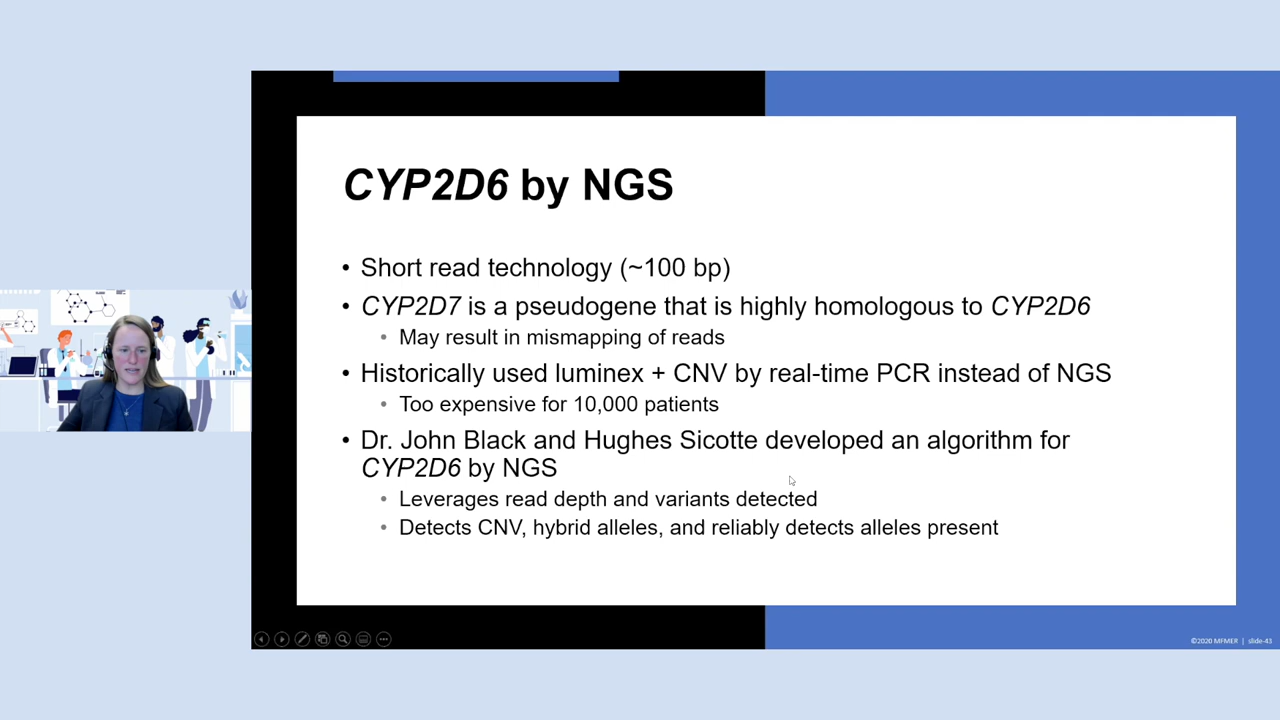 CYP2D6 by NGS
• Short read technology (~100 bp)
• CYP2D7 is a pseudogene that is highly homologous to CYP2D6
• May result in mismapping of reads
• Historically used luminex + CNV by real-time PCR instead of NGS
• Too expensive for 10,000 patients
• Dr. John Black and Hughes Sicotte developed an algorithm for
CYP2D6 by NGS
• Leverages read depth and variants detected
• Detects CNV, hybrid alleles, and reliably detects alleles present
©2020 MFMER | slide-43